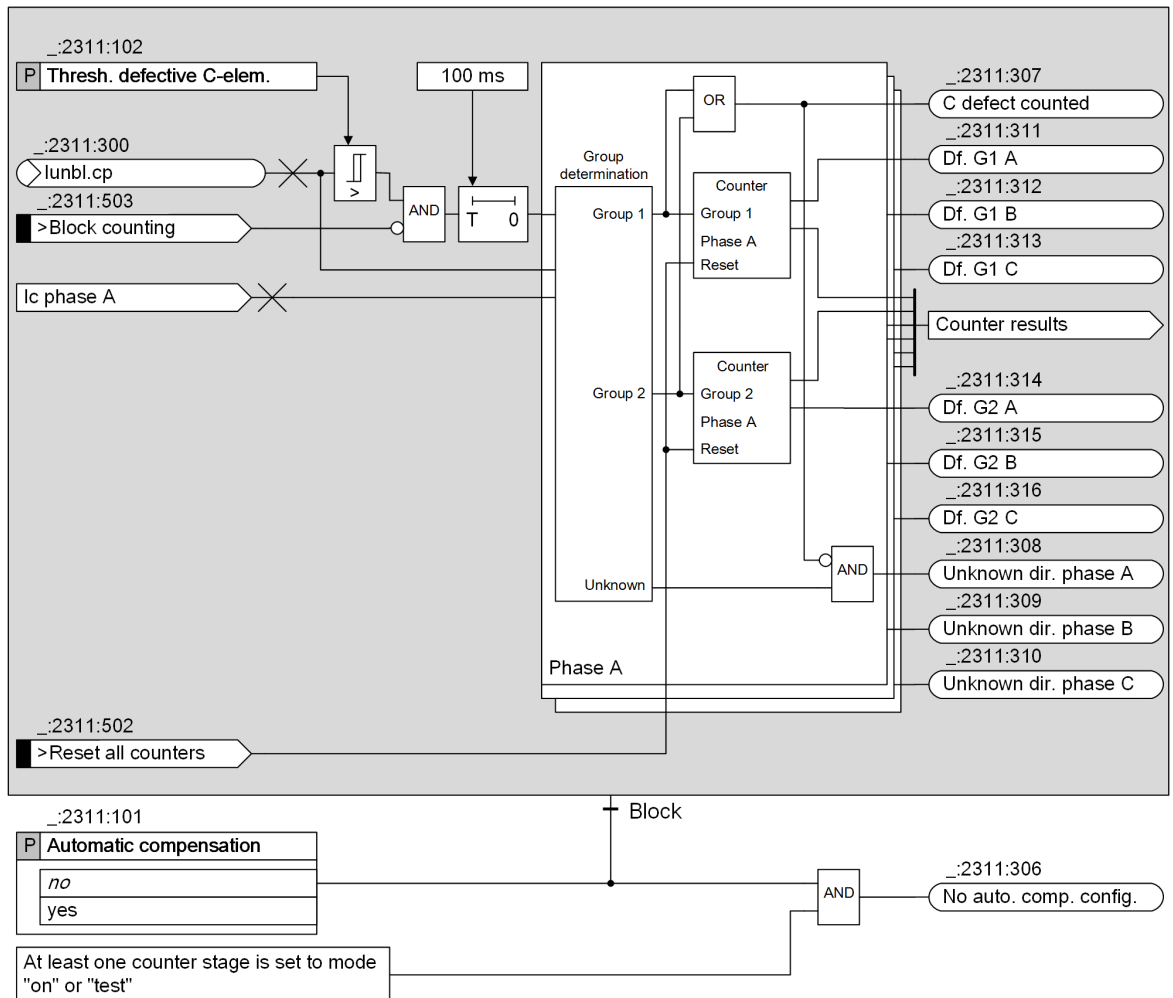 _:2311:102
P Thresh. defective C-elem.
100 ms
_:2311:300
Iunbl.cp
>
_:2311:503
>Block counting
AND
T 0
Ic phase A
Group
determination
Group 1
Group 2
Unknown
OR
Counter
Group 1
Phase A
Reset
Counter
Group 2
Phase A
Reset
AND
Phase A
_:2311:307
C defect counted
_:2311:311
Df. G1 A
_:2311:312
Df. G1 B
_:2311:313
Df. G1 C
Counter results
_:2311:314
Df. G2 A
_:2311:315
Df. G2 B
_:2311:316
Df. G2 C
_:2311:308
Unknown dir. phase A
_:2311:309
Unknown dir. phase B
_:2311:310
Unknown dir. phase C
_:2311:502
>Reset all counters
Block
_:2311:101
P Automatic compensation
no
yes
AND
_:2311:306
No auto. comp. config.
At least one counter stage is set to mode
"on" or "test"